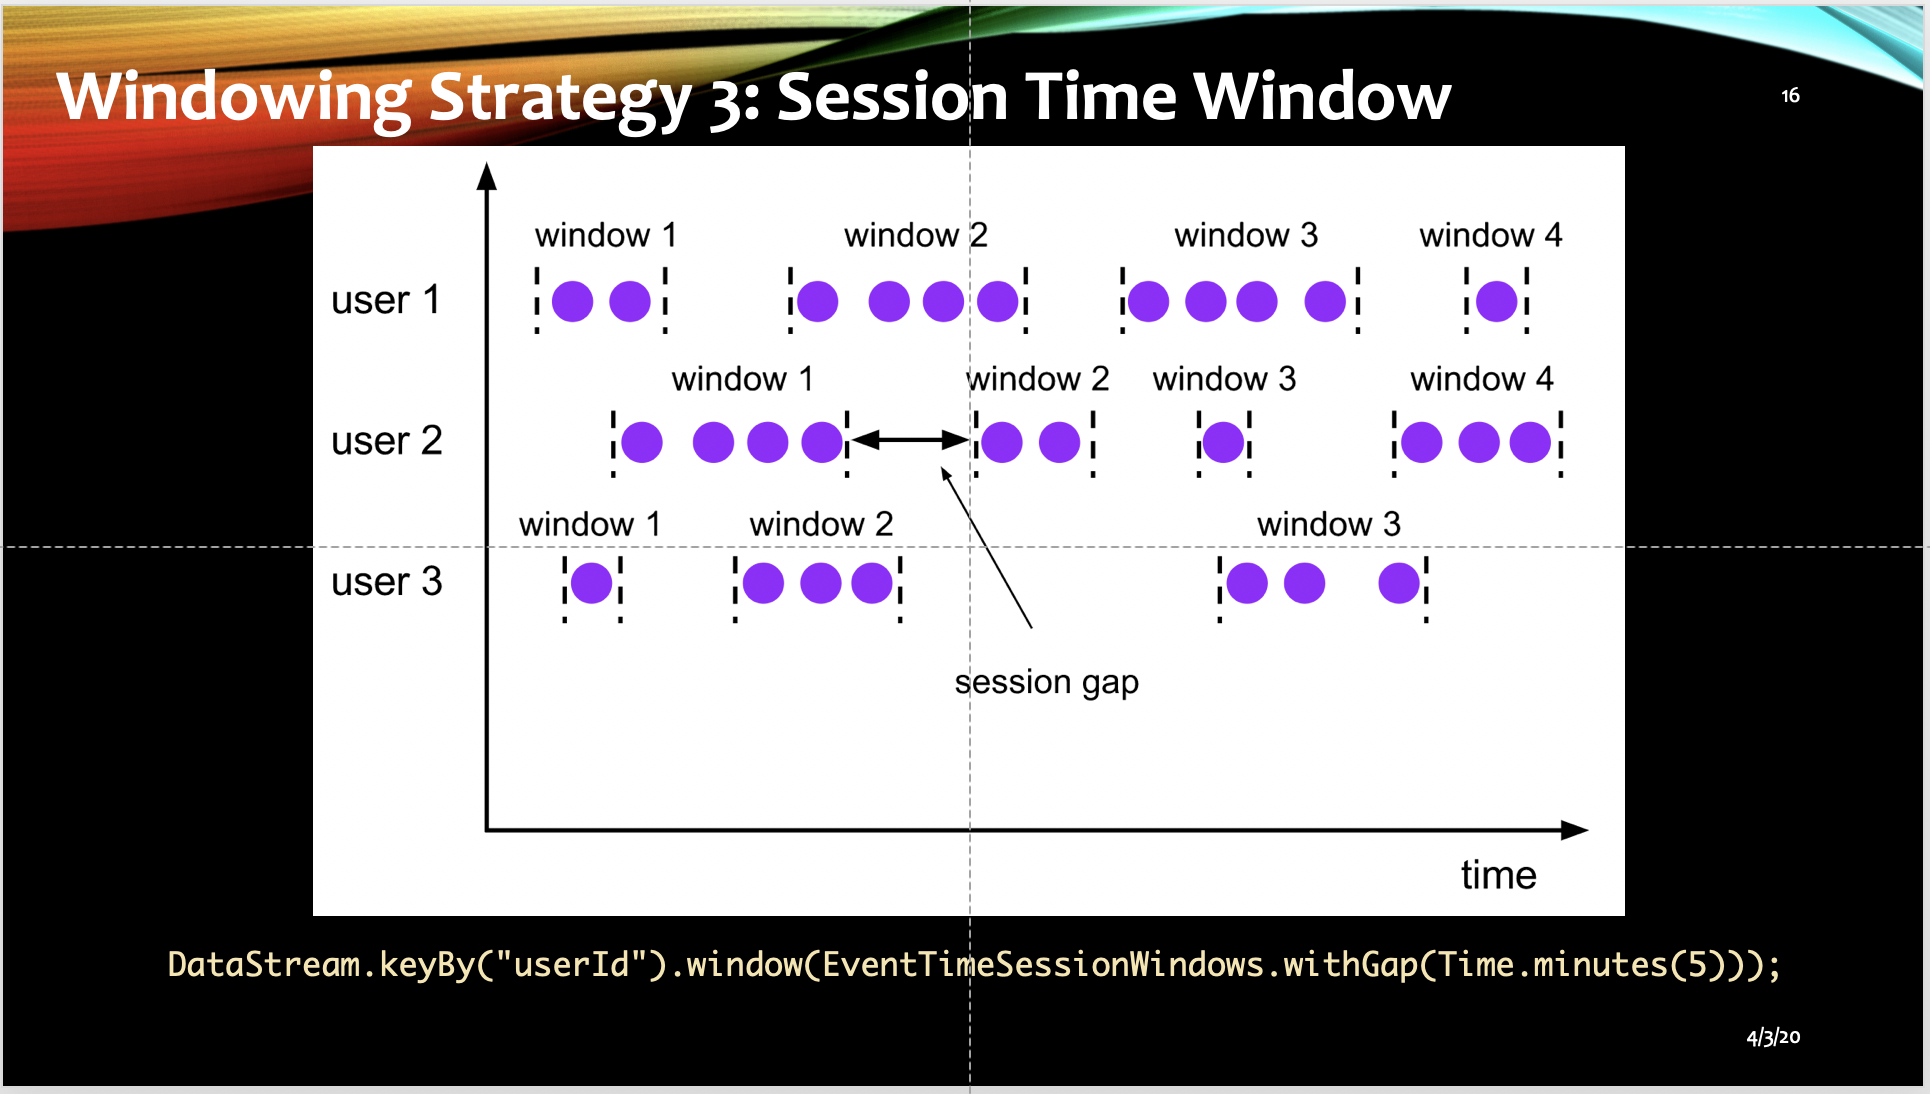 Windowing Strategy 3: Session Time Window
16
window 1 window 2 window 3 window 4
user 1
window 1 window 2 window 3 window 4
user 2
window 1 window 2 window 3
user 3
session gap
time
DataStream.keyBy("userId").window(EventTimeSessionWindows.withGap(Time.minutes(5)));
4/3/20